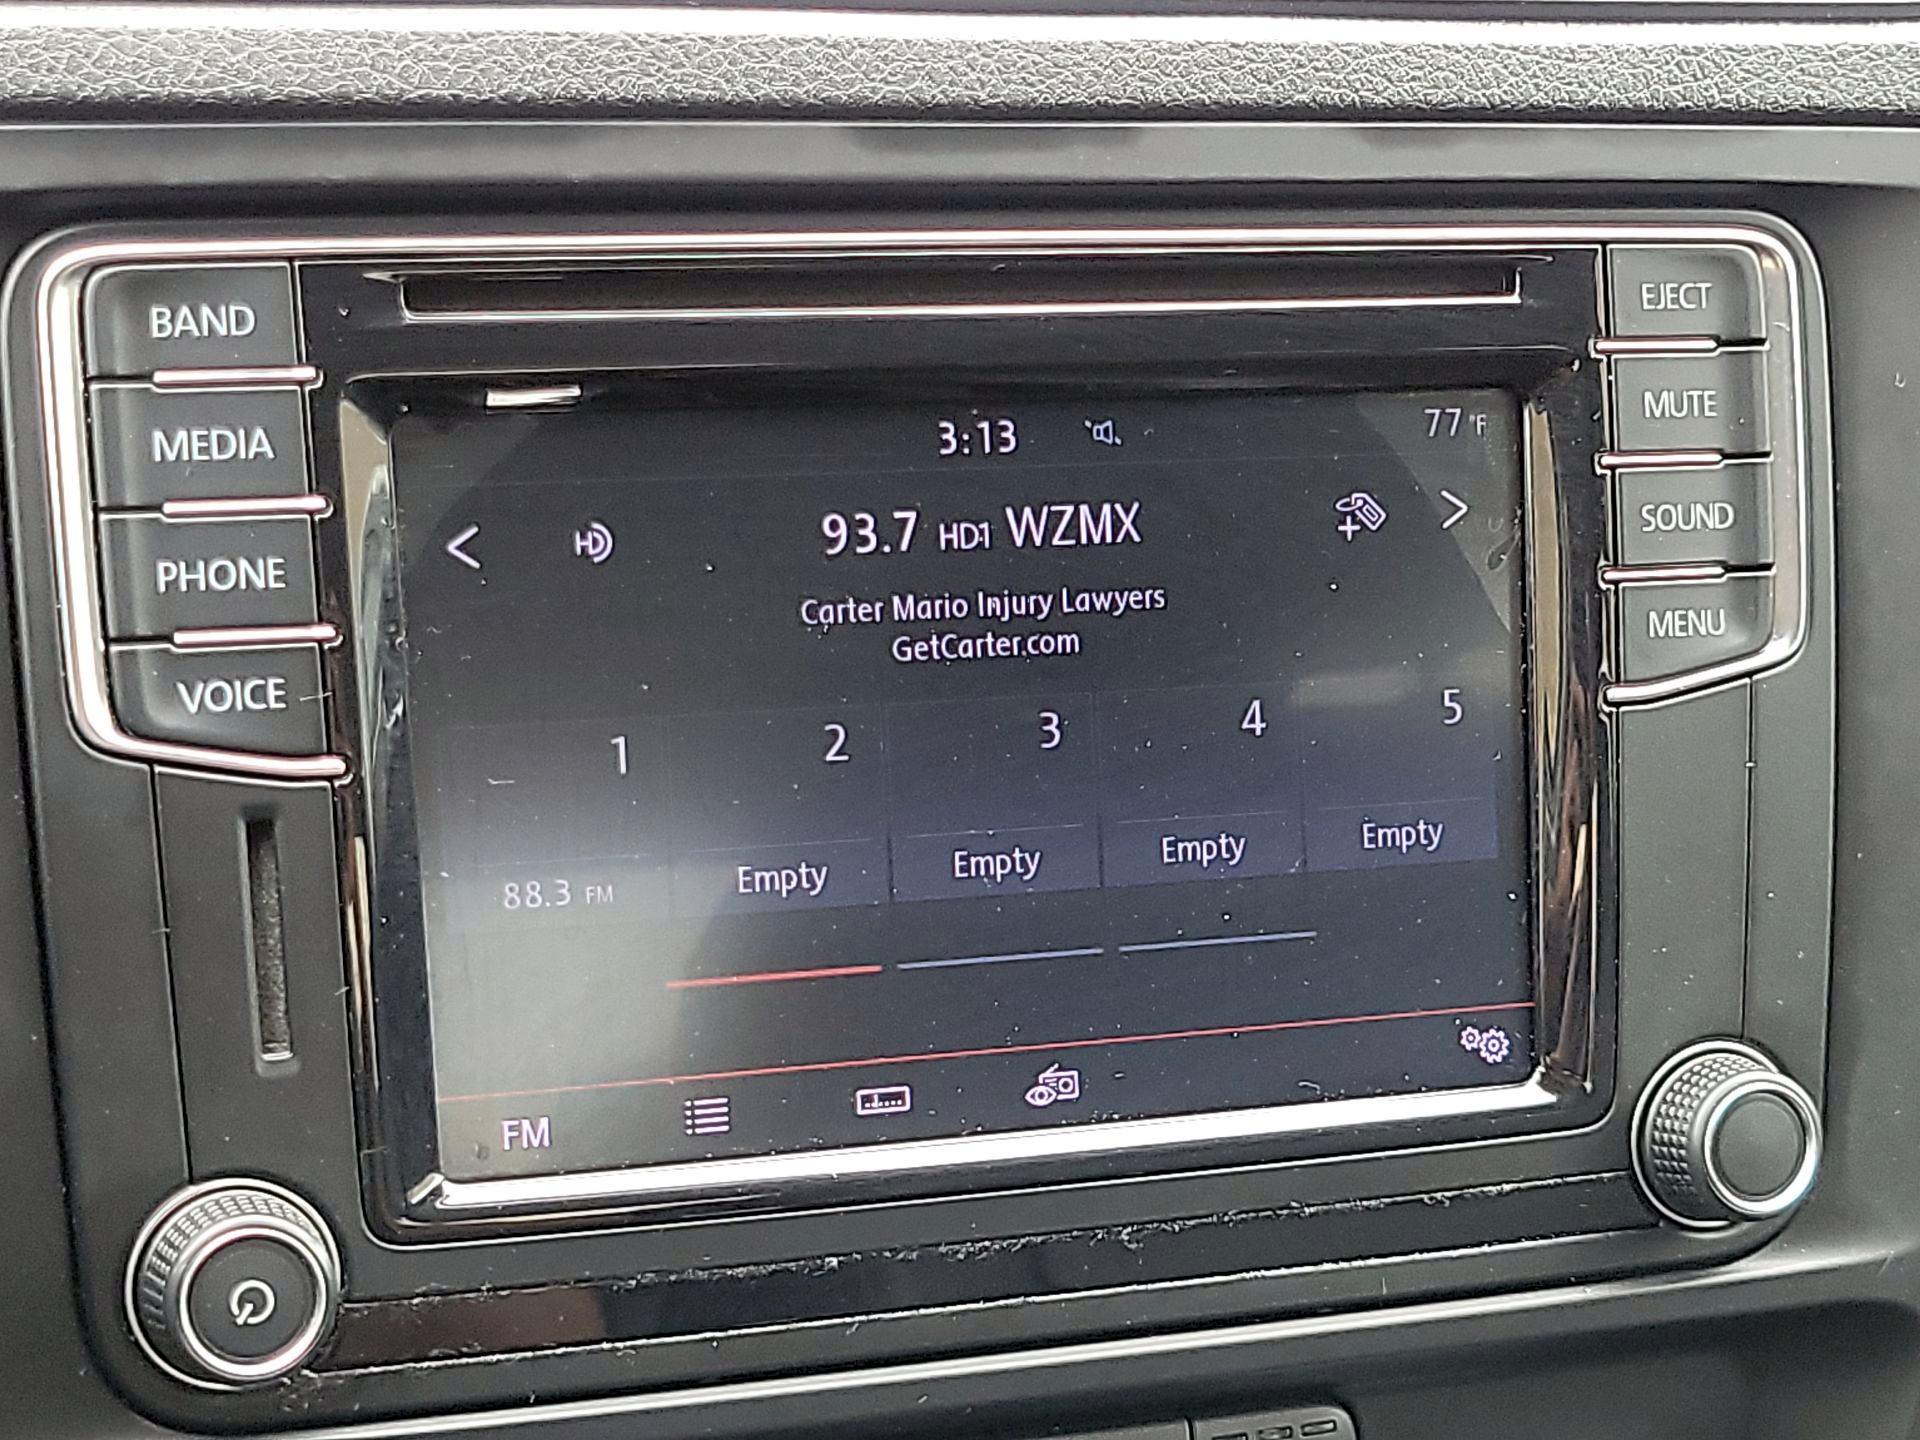 BAND
MEDIA
PHONE
VOICE
3:13
77 °F
HD
93.7 HD1 WZMX
Carter Mario Injury Lawyers
GetCarter.com
1 2 3 4 5
88.3 FM Empty Empty Empty Empty
FM
EJECT
MUTE
SOUND
MENU